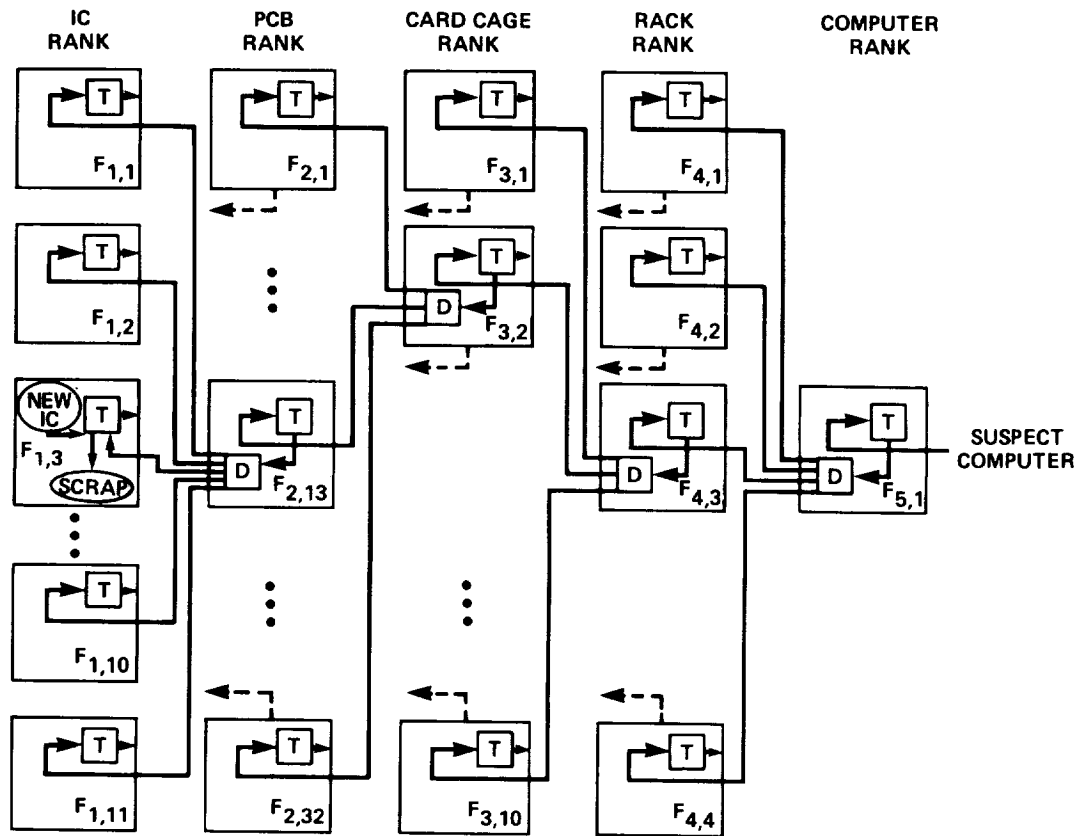 IC
RANK
PCB
RANK
CARD CAGE
RANK
RACK
RANK
COMPUTER
RANK
T
F1,1
T
F2,1
T
F3,1
T
F4,1
T
F1,2
T
D
F3,2
T
F4,2
NEW
IC
T
F1,3
SCRAP
T
D
F2,13
T
D
F4,3
T
D
F5,1
SUSPECT
COMPUTER
T
F1,10
T
F1,11
T
F2,32
T
F3,10
T
F4,4